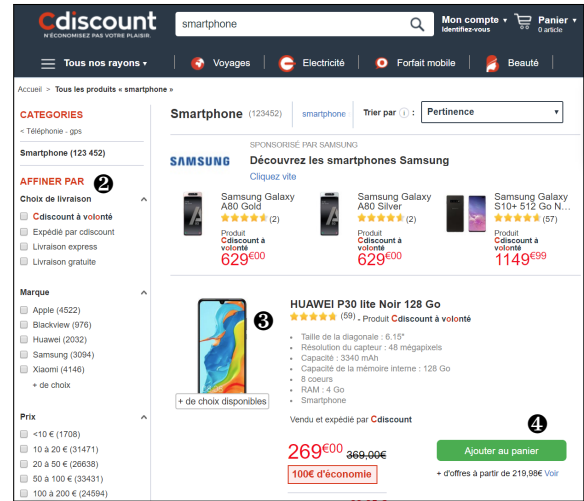 Cdiscount
N'ÉCONOMISEZ PAS VOTRE PLAISIR.
smartphone
Mon compte
Identifiez-vous
Panier
0 article
Tous nos rayons
Voyages
Electricité
Forfait mobile
Beauté
Accueil > Tous les produits « smartphone »
CATEGORIES
< Téléphonie - gps
Smartphone (123 452)
AFFINER PAR 2
Choix de livraison
Cdiscount à volonté
Expédié par cdiscount
Livraison express
Livraison gratuite
Marque
Apple (4522)
Blackview (976)
Huawei (2032)
Samsung (3094)
Xiaomi (4146)
+ de choix
Prix
<10 € (1708)
10 à 20 € (31471)
20 à 50 € (26638)
50 à 100 € (33431)
100 à 200 € (24594)
Smartphone (123452)
smartphone
Trier par i :
Pertinence
SPONSORISÉ PAR SAMSUNG
SAMSUNG
Découvrez les smartphones Samsung
Cliquez vite
Samsung Galaxy
A80 Gold
(2)
Produit
Cdiscount à
volonté
629€00
Samsung Galaxy
A80 Silver
(2)
Produit
Cdiscount à
volonté
629€00
Samsung Galaxy
S10+ 512 Go N...
(57)
Produit
Cdiscount à
volonté
1149€99
3
+ de choix disponibles
HUAWEI P30 lite Noir 128 Go
(59) - Produit Cdiscount à volonté
Taille de la diagonale : 6.15"
Résolution du capteur : 48 mégapixels
Capacité : 3340 mAh
Capacité de la mémoire interne : 128 Go
8 coeurs
RAM : 4 Go
Smartphone
Vendu et expédié par Cdiscount
269€00 369,00€
100€ d'économie
4
Ajouter au panier
+ d'offres à partir de 219,98€ Voir